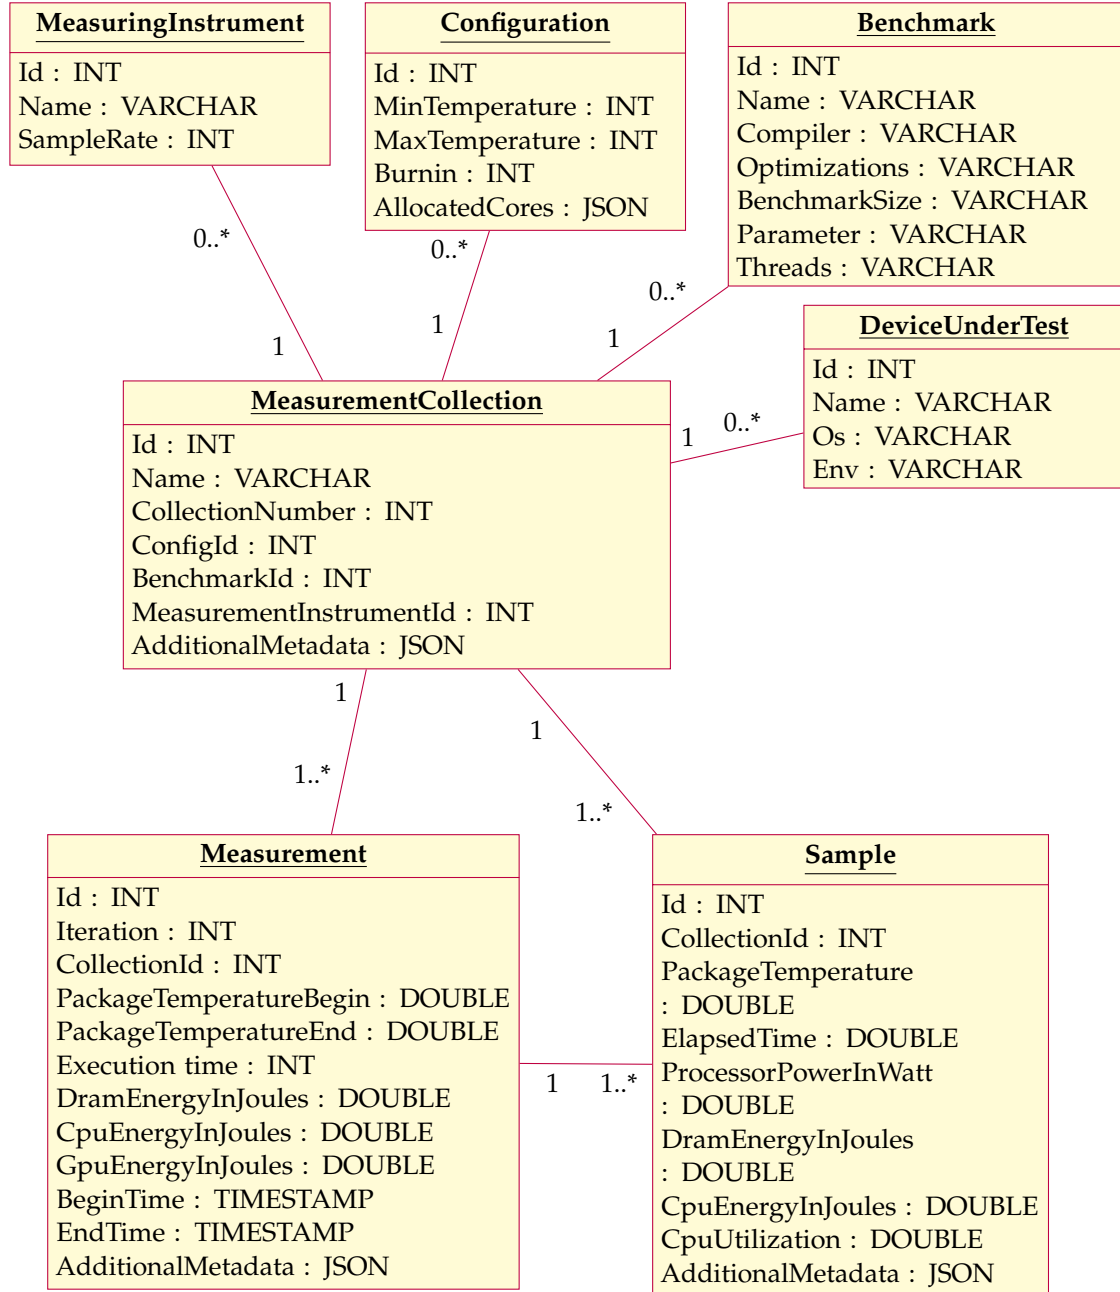 MeasuringInstrument
Id : INT
Name : VARCHAR
SampleRate : INT
Configuration
Id : INT
MinTemperature : INT
MaxTemperature : INT
Burnin : INT
AllocatedCores : JSON
Benchmark
Id : INT
Name : VARCHAR
Compiler : VARCHAR
Optimizations : VARCHAR
BenchmarkSize : VARCHAR
Parameter : VARCHAR
Threads : VARCHAR
0..*
1
0..*
1
0..*
1
DeviceUnderTest
Id : INT
Name : VARCHAR
Os : VARCHAR
Env : VARCHAR
0..*
1
MeasurementCollection
Id : INT
Name : VARCHAR
CollectionNumber : INT
ConfigId : INT
BenchmarkId : INT
MeasurementInstrumentId : INT
AdditionalMetadata : JSON
1
1..*
1
1..*
Measurement
Id : INT
Iteration : INT
CollectionId : INT
PackageTemperatureBegin : DOUBLE
PackageTemperatureEnd : DOUBLE
Execution time : INT
DramEnergyInJoules : DOUBLE
CpuEnergyInJoules : DOUBLE
GpuEnergyInJoules : DOUBLE
BeginTime : TIMESTAMP
EndTime : TIMESTAMP
AdditionalMetadata : JSON
1
1..*
Sample
Id : INT
CollectionId : INT
PackageTemperature
: DOUBLE
ElapsedTime : DOUBLE
ProcessorPowerInWatt
: DOUBLE
DramEnergyInJoules
: DOUBLE
CpuEnergyInJoules : DOUBLE
CpuUtilization : DOUBLE
AdditionalMetadata : JSON